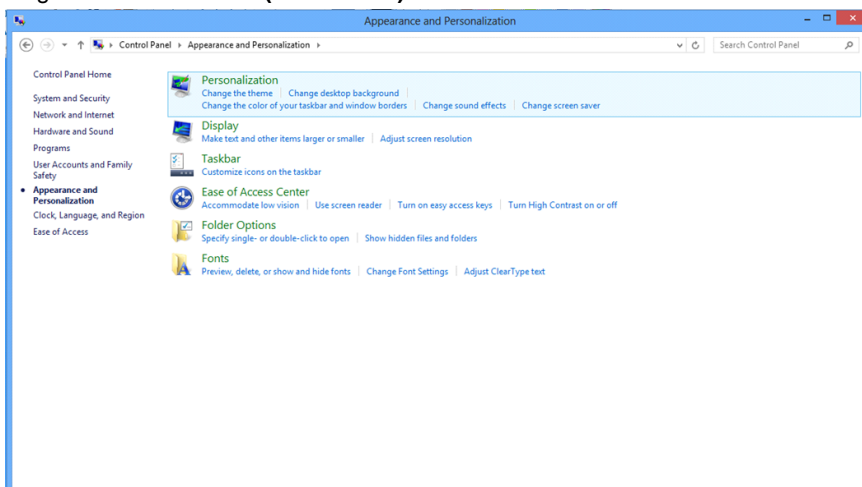 Appearance and Personalization
Control Panel ▸ Appearance and Personalization ▸
Search Control Panel
Control Panel Home
System and Security
Network and Internet
Hardware and Sound
Programs
User Accounts and Family
Safety
Appearance and
Personalization
Clock, Language, and Region
Ease of Access
Personalization
Change the theme
Change desktop background
Change the color of your taskbar and window borders
Change sound effects
Change screen saver
Display
Make text and other items larger or smaller
Adjust screen resolution
Taskbar
Customize icons on the taskbar
Ease of Access Center
Accommodate low vision
Use screen reader
Turn on easy access keys
Turn High Contrast on or off
Folder Options
Specify single- or double-click to open
Show hidden files and folders
Fonts
Preview, delete, or show and hide fonts
Change Font Settings
Adjust ClearType text